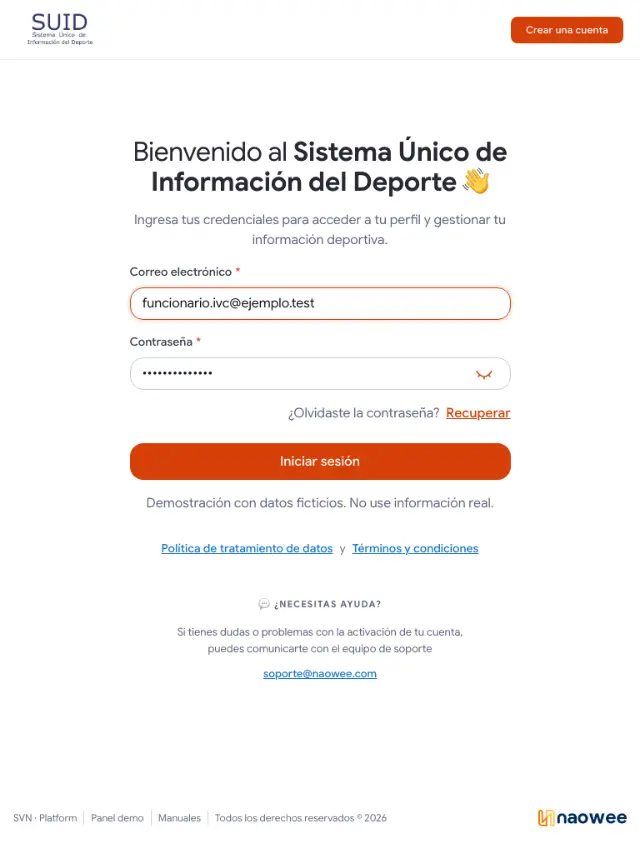 SUID
Sistema Único de
Información del Deporte
Crear una cuenta
Bienvenido al Sistema Único de
Información del Deporte 👋
Ingresa tus credenciales para acceder a tu perfil y gestionar tu
información deportiva.
Correo electrónico *
funcionario.ivc@ejemplo.test
Contraseña *
••••••••••••••
¿Olvidaste la contraseña? Recuperar
Iniciar sesión
Demostración con datos ficticios. No use información real.
Política de tratamiento de datos y Términos y condiciones
💬 ¿NECESITAS AYUDA?
Si tienes dudas o problemas con la activación de tu cuenta,
puedes comunicarte con el equipo de soporte
soporte@naowee.com
SVN · Platform | Panel demo | Manuales | Todos los derechos reservados © 2026
naowee